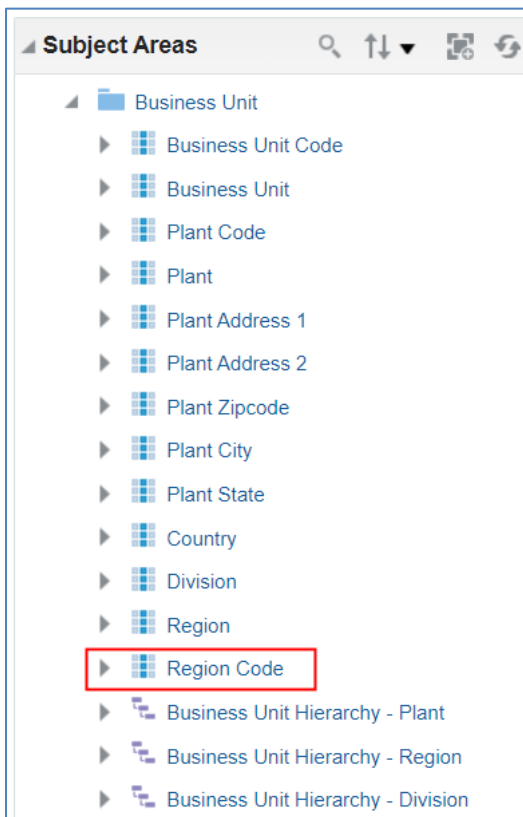 Subject Areas
Business Unit
Business Unit Code
Business Unit
Plant Code
Plant
Plant Address 1
Plant Address 2
Plant Zipcode
Plant City
Plant State
Country
Division
Region
Region Code
Business Unit Hierarchy - Plant
Business Unit Hierarchy - Region
Business Unit Hierarchy - Division